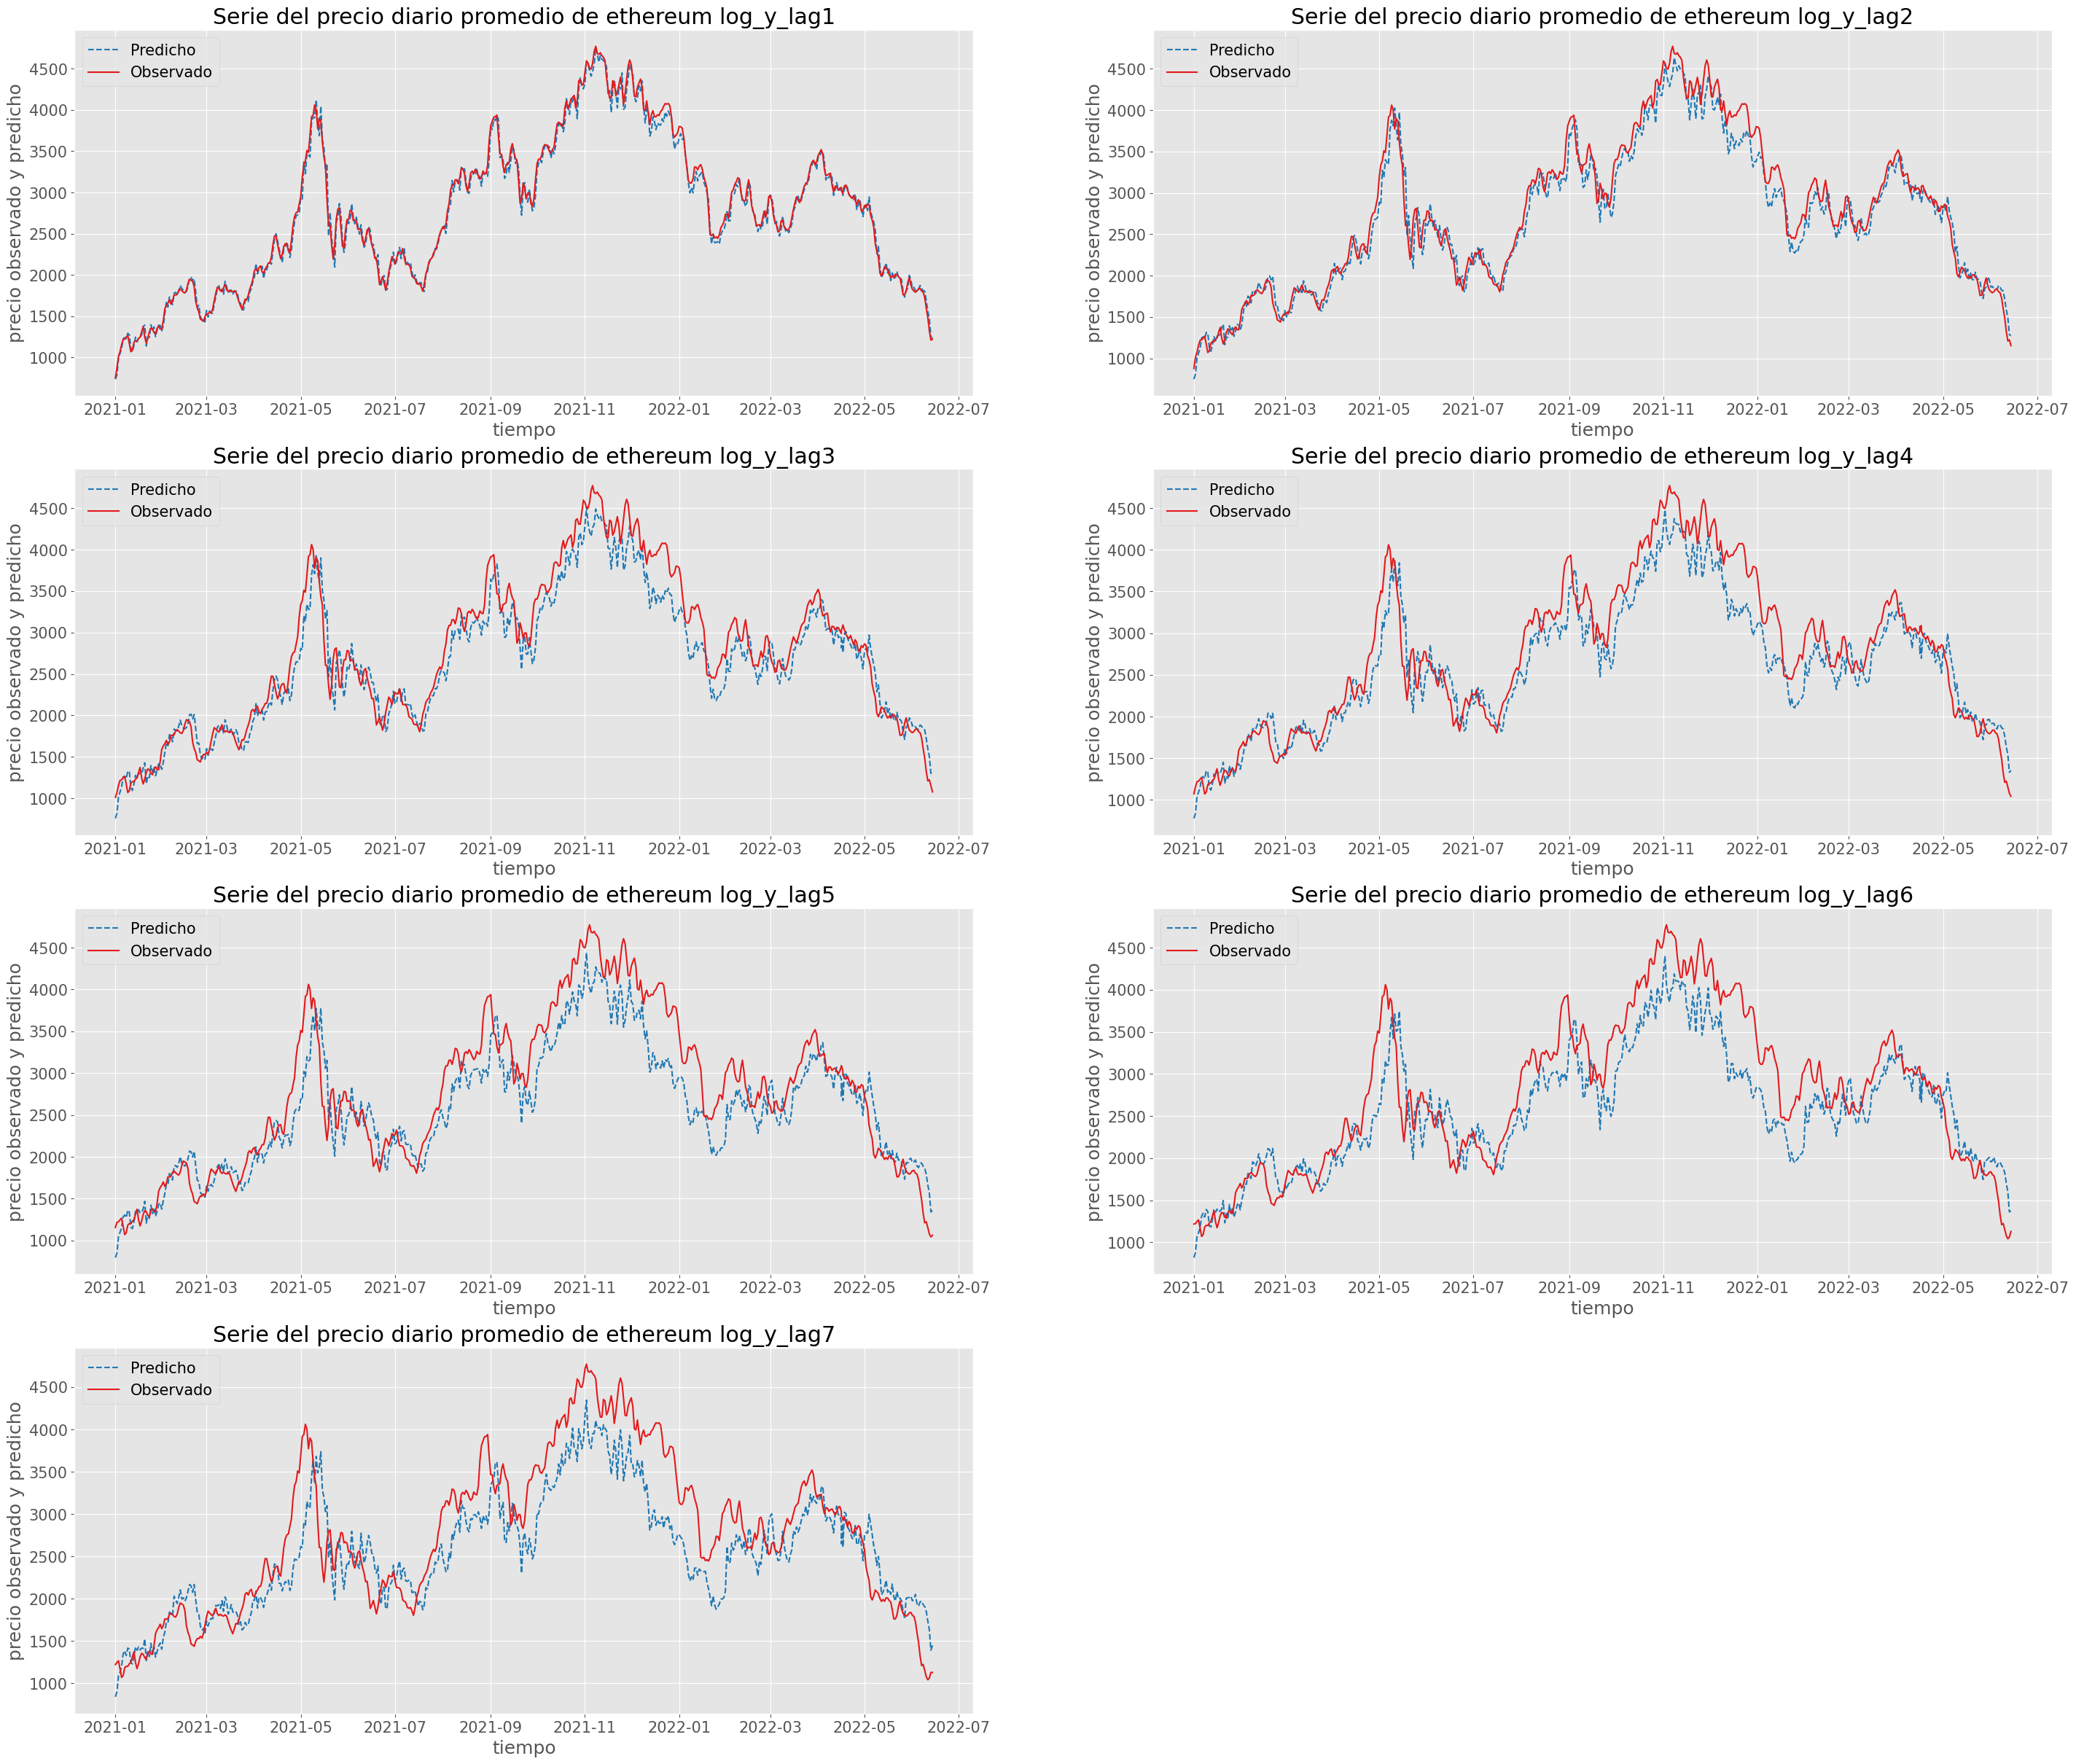 Serie del precio diario promedio de ethereum log_y_lag1
Predicho
Observado
precio observado y predicho
4500
4000
3500
3000
2500
2000
1500
1000
2021-01 2021-03 2021-05 2021-07 2021-09 2021-11 2022-01 2022-03 2022-05 2022-07
tiempo
Serie del precio diario promedio de ethereum log_y_lag2
Predicho
Observado
precio observado y predicho
4500
4000
3500
3000
2500
2000
1500
1000
2021-01 2021-03 2021-05 2021-07 2021-09 2021-11 2022-01 2022-03 2022-05 2022-07
tiempo
Serie del precio diario promedio de ethereum log_y_lag3
Predicho
Observado
precio observado y predicho
4500
4000
3500
3000
2500
2000
1500
1000
2021-01 2021-03 2021-05 2021-07 2021-09 2021-11 2022-01 2022-03 2022-05 2022-07
tiempo
Serie del precio diario promedio de ethereum log_y_lag4
Predicho
Observado
precio observado y predicho
4500
4000
3500
3000
2500
2000
1500
1000
2021-01 2021-03 2021-05 2021-07 2021-09 2021-11 2022-01 2022-03 2022-05 2022-07
tiempo
Serie del precio diario promedio de ethereum log_y_lag5
Predicho
Observado
precio observado y predicho
4500
4000
3500
3000
2500
2000
1500
1000
2021-01 2021-03 2021-05 2021-07 2021-09 2021-11 2022-01 2022-03 2022-05 2022-07
tiempo
Serie del precio diario promedio de ethereum log_y_lag6
Predicho
Observado
precio observado y predicho
4500
4000
3500
3000
2500
2000
1500
1000
2021-01 2021-03 2021-05 2021-07 2021-09 2021-11 2022-01 2022-03 2022-05 2022-07
tiempo
Serie del precio diario promedio de ethereum log_y_lag7
Predicho
Observado
precio observado y predicho
4500
4000
3500
3000
2500
2000
1500
1000
2021-01 2021-03 2021-05 2021-07 2021-09 2021-11 2022-01 2022-03 2022-05 2022-07
tiempo